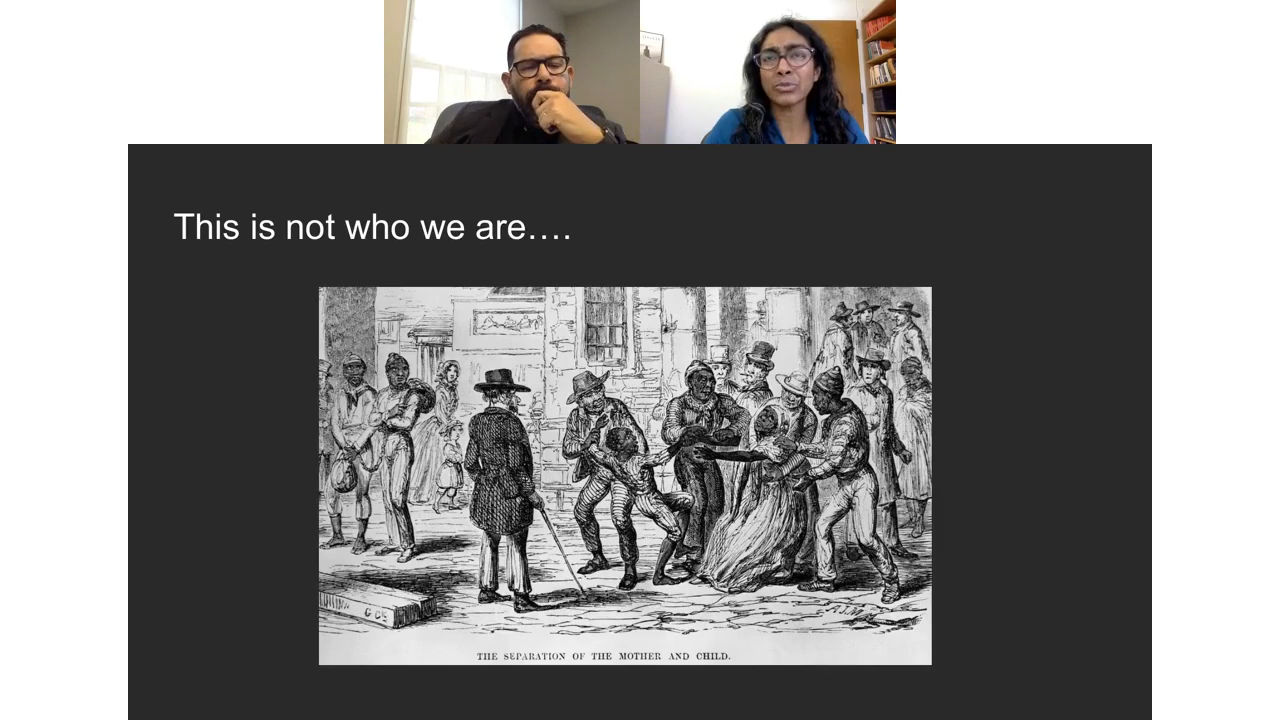 This is not who we are….
THE SEPARATION OF THE MOTHER AND CHILD.